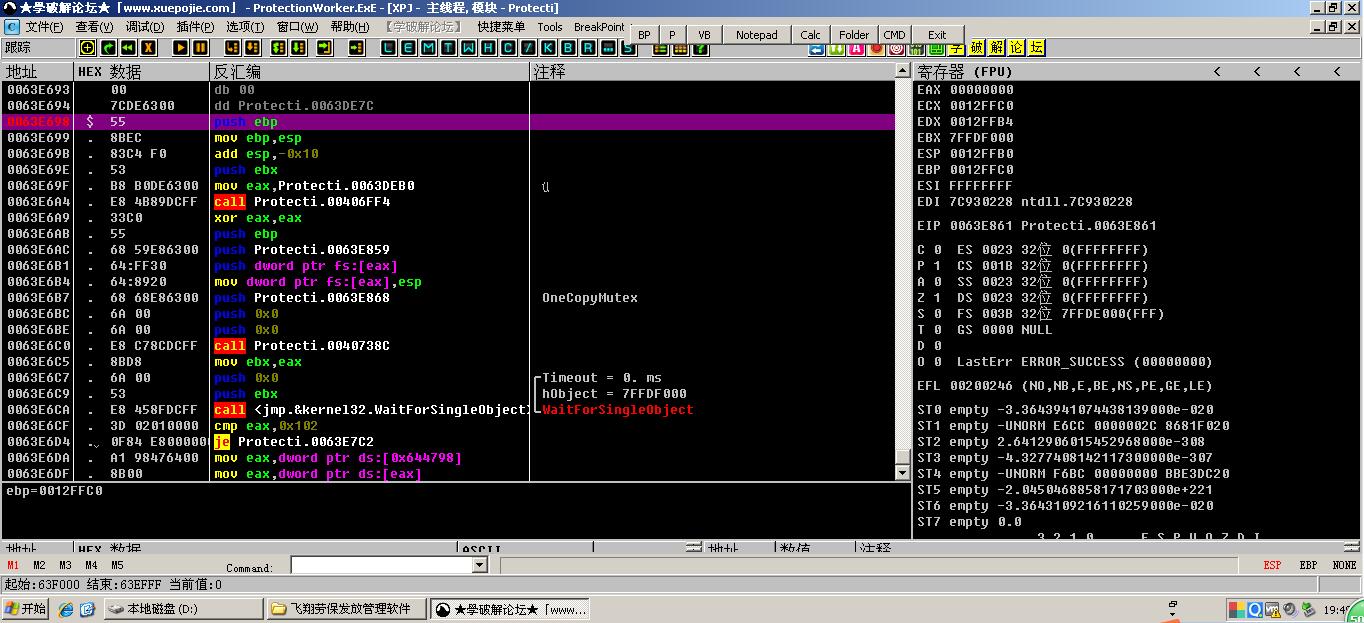 ★学破解论坛★「www.xuepojie.com」 - ProtectionWorker.ExE - [XPJ - 主线程, 模块 - Protecti]
文件(F) 查看(V) 调试(D) 插件(P) 选项(T) 窗口(W) 帮助(H) 【学破解论坛】 快捷菜单 Tools BreakPoint
BP P VB Notepad Calc Folder CMD Exit
跟踪 L E M T W H C / K B R ... S 字 破 解 论 坛
地址 HEX 数据 反汇编 注释
0063E693 00 db 00
0063E694 7CDE6300 dd Protecti.0063DE7C
0063E698 $ 55 push ebp
0063E699 . 8BEC mov ebp,esp
0063E69B . 83C4 F0 add esp,-0x10
0063E69E . 53 push ebx
0063E69F . B8 B0DE6300 mov eax,Protecti.0063DEB0
0063E6A4 . E8 4B89DCFF call Protecti.00406FF4
0063E6A9 . 33C0 xor eax,eax
0063E6AB . 55 push ebp
0063E6AC . 68 59E86300 push Protecti.0063E859
0063E6B1 . 64:FF30 push dword ptr fs:[eax]
0063E6B4 . 64:8920 mov dword ptr fs:[eax],esp
0063E6B7 . 68 68E86300 push Protecti.0063E868 OneCopyMutex
0063E6BC . 6A 00 push 0x0
0063E6BE . 6A 00 push 0x0
0063E6C0 . E8 C78CDCFF call Protecti.0040738C
0063E6C5 . 8BD8 mov ebx,eax
0063E6C7 . 6A 00 push 0x0 Timeout = 0. ms
0063E6C9 . 53 push ebx hObject = 7FFDF000
0063E6CA . E8 458FDCFF call <jmp.&kernel32.WaitForSingleObject> WaitForSingleObject
0063E6CF . 3D 02010000 cmp eax,0x102
0063E6D4 . 0F84 E8000000 je Protecti.0063E7C2
0063E6DA . A1 98476400 mov eax,dword ptr ds:[0x644798]
0063E6DF . 8B00 mov eax,dword ptr ds:[eax]
ebp=0012FFC0
寄存器 (FPU) < < < <
EAX 00000000
ECX 0012FFC0
EDX 0012FFB4
EBX 7FFDF000
ESP 0012FFB0
EBP 0012FFC0
ESI FFFFFFFF
EDI 7C930228 ntdll.7C930228
EIP 0063E861 Protecti.0063E861
C 0 ES 0023 32位 0(FFFFFFFF)
P 1 CS 001B 32位 0(FFFFFFFF)
A 0 SS 0023 32位 0(FFFFFFFF)
Z 1 DS 0023 32位 0(FFFFFFFF)
S 0 FS 003B 32位 7FFDE000(FFF)
T 0 GS 0000 NULL
D 0
O 0 LastErr ERROR_SUCCESS (00000000)
EFL 00200246 (NO,NB,E,BE,NS,PE,GE,LE)
ST0 empty -3.3643941074438139000e-020
ST1 empty -UNORM E6CC 0000002C 8681F020
ST2 empty 2.6412906015452968000e-308
ST3 empty -4.3277408142117300000e-307
ST4 empty -UNORM F6BC 00000000 BBE3DC20
ST5 empty -2.0450468858171703000e+221
ST6 empty -3.3643109216110259000e-020
ST7 empty 0.0
3 2 1 0 E S P U O Z D I
地址 HEX 数据 ASCII 地址 数值 注释
M1 M2 M3 M4 M5 Command: ESP EBP NONE
起始:63F000 结束:63EFFF 当前值:0
开始 本地磁盘 (D:) 飞翔劳保发放管理软件 ★学破解论坛★「www...